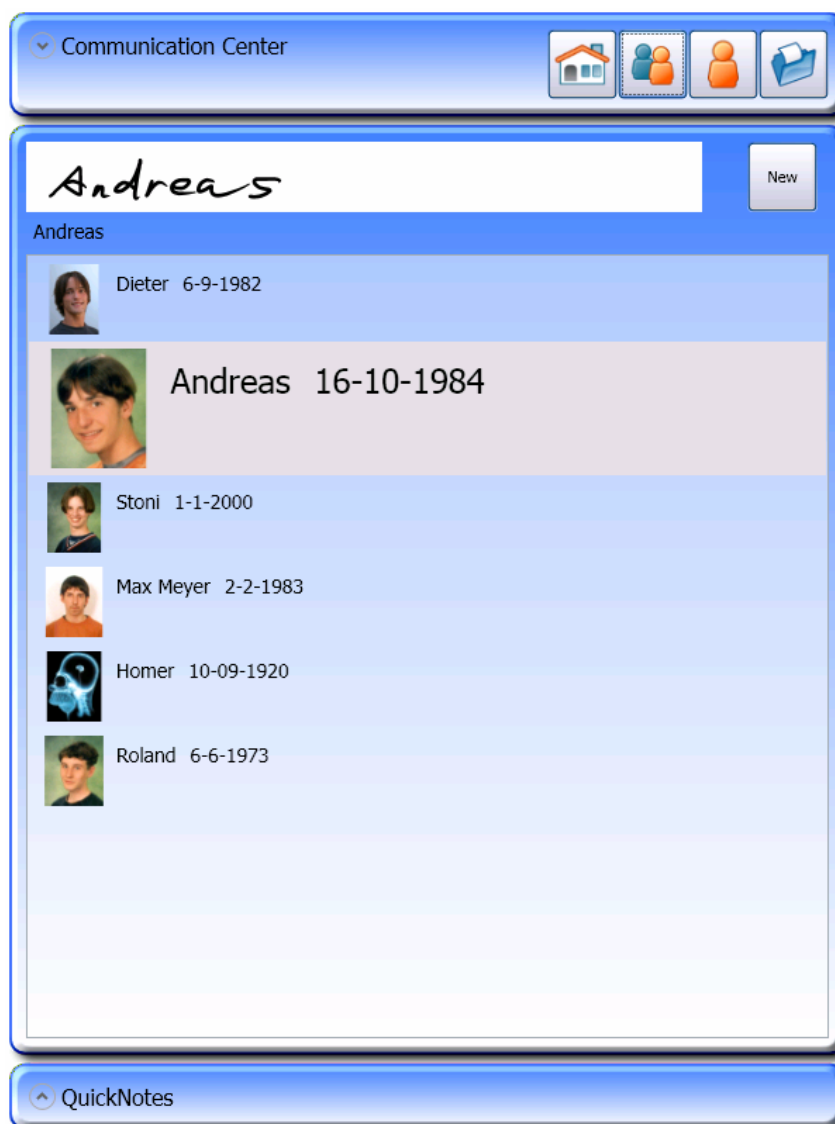 Communication Center
Andreas
New
Andreas
Dieter 6-9-1982
Andreas 16-10-1984
Stoni 1-1-2000
Max Meyer 2-2-1983
Homer 10-09-1920
Roland 6-6-1973
QuickNotes